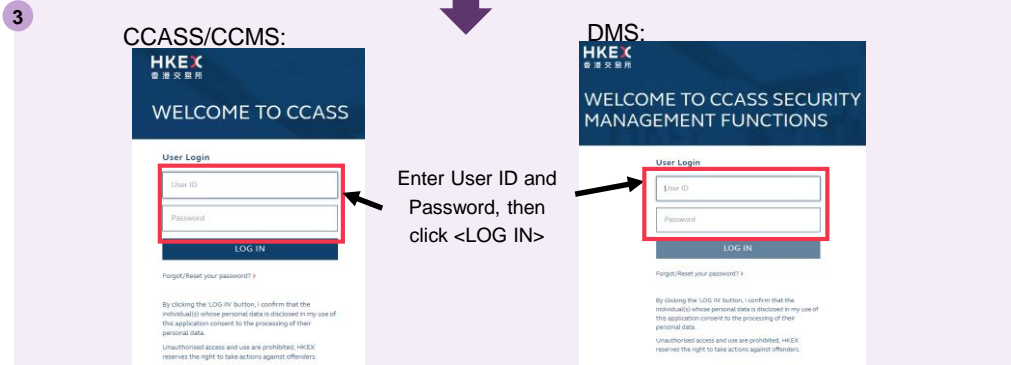 3
CCASS/CCMS:
HKEX
香港交易所
WELCOME TO CCASS
User Login
User ID
Password
LOG IN
Forgot/Reset your password? >
By clicking the 'LOG IN' button, I confirm that the
individual(s) whose personal data is disclosed in my use of
this application consent to the processing of their
personal data.
Unauthorised access and use are prohibited, HKEX
reserves the right to take actions against offenders.
Enter User ID and
Password, then
click <LOG IN>
DMS:
HKEX
香港交易所
WELCOME TO CCASS SECURITY
MANAGEMENT FUNCTIONS
User Login
User ID
Password
LOG IN
Forgot/Reset your password? >
By clicking the 'LOG IN' button, I confirm that the
individual(s) whose personal data is disclosed in my use of
this application consent to the processing of their
personal data.
Unauthorised access and use are prohibited, HKEX
reserves the right to take actions against offenders.